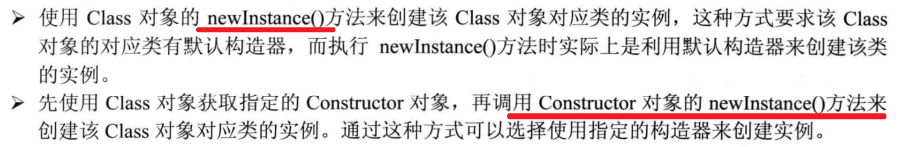 ➢ 使用 Class 对象的 newInstance()方法来创建该 Class 对象对应类的实例，这种方式要求该 Class
对象的对应类有默认构造器，而执行 newInstance()方法时实际上是利用默认构造器来创建该类
的实例。
➢ 先使用 Class 对象获取指定的 Constructor 对象，再调用 Constructor 对象的 newInstance()方法来
创建该 Class 对象对应类的实例。通过这种方式可以选择使用指定的构造器来创建实例。